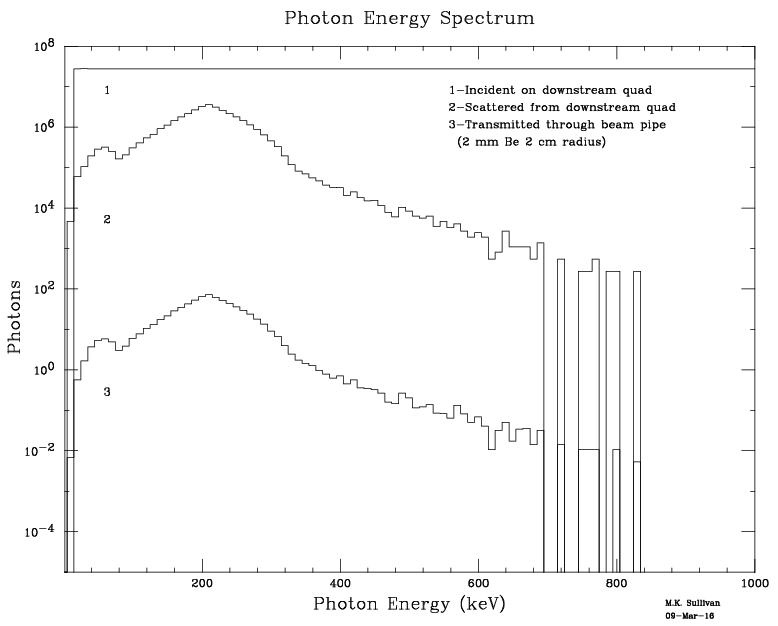 Photon Energy Spectrum
10^8
10^6
10^4
10^2
10^0
10^-2
10^-4
Photons
1
2
3
1-Incident on downstream quad
2-Scattered from downstream quad
3-Transmitted through beam pipe
(2 mm Be 2 cm radius)
200 400 600 800 1000
Photon Energy (keV)
M.K. Sullivan
09-Mar-16